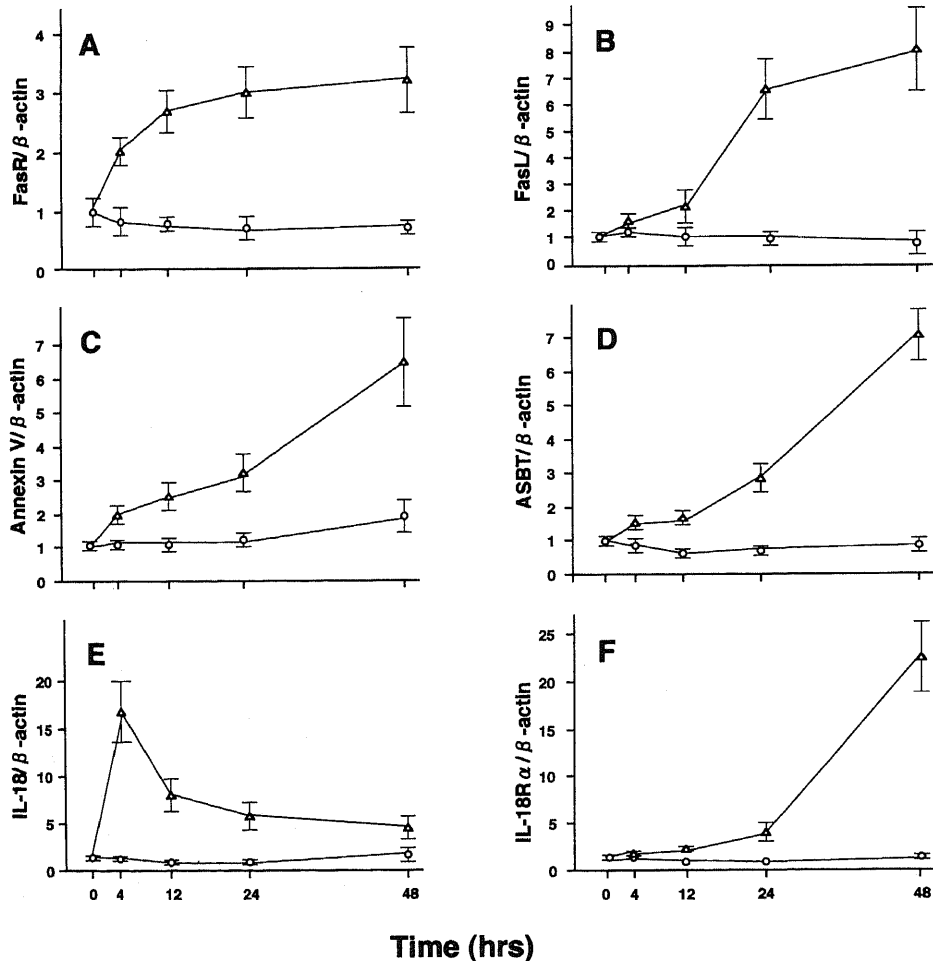 A
FasR/β-actin
4
3
2
1
0
B
FasL/β-actin
9
8
7
6
5
4
3
2
1
0
C
Annexin V/β-actin
7
6
5
4
3
2
1
0
D
ASBT/β-actin
7
6
5
4
3
2
1
0
E
IL-18/β-actin
20
15
10
5
0
0 4 12 24 48
F
IL-18Rα/β-actin
25
20
15
10
5
0
0 4 12 24 48
Time (hrs)